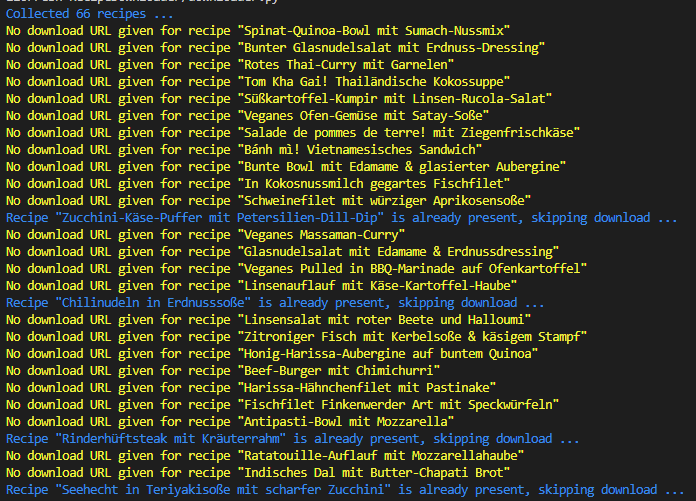 Collected 66 recipes ...
No download URL given for recipe "Spinat-Quinoa-Bowl mit Sumach-Nussmix"
No download URL given for recipe "Bunter Glasnudelsalat mit Erdnuss-Dressing"
No download URL given for recipe "Rotes Thai-Curry mit Garnelen"
No download URL given for recipe "Tom Kha Gai! Thailändische Kokossuppe"
No download URL given for recipe "Süßkartoffel-Kumpir mit Linsen-Rucola-Salat"
No download URL given for recipe "Veganes Ofen-Gemüse mit Satay-Soße"
No download URL given for recipe "Salade de pommes de terre! mit Ziegenfrischkäse"
No download URL given for recipe "Bánh mì! Vietnamesisches Sandwich"
No download URL given for recipe "Bunte Bowl mit Edamame & glasierter Aubergine"
No download URL given for recipe "In Kokosnussmilch gegartes Fischfilet"
No download URL given for recipe "Schweinefilet mit würziger Aprikosensoße"
Recipe "Zucchini-Käse-Puffer mit Petersilien-Dill-Dip" is already present, skipping download ...
No download URL given for recipe "Veganes Massaman-Curry"
No download URL given for recipe "Glasnudelsalat mit Edamame & Erdnussdressing"
No download URL given for recipe "Veganes Pulled in BBQ-Marinade auf Ofenkartoffel"
No download URL given for recipe "Linsenauflauf mit Käse-Kartoffel-Haube"
Recipe "Chilinudeln in Erdnusssoße" is already present, skipping download ...
No download URL given for recipe "Linsensalat mit roter Beete und Halloumi"
No download URL given for recipe "Zitroniger Fisch mit Kerbelsoße & käsigem Stampf"
No download URL given for recipe "Honig-Harissa-Aubergine auf buntem Quinoa"
No download URL given for recipe "Beef-Burger mit Chimichurri"
No download URL given for recipe "Harissa-Hähnchenfilet mit Pastinake"
No download URL given for recipe "Fischfilet Finkenwerder Art mit Speckwürfeln"
No download URL given for recipe "Antipasti-Bowl mit Mozzarella"
Recipe "Rinderhüftsteak mit Kräuterrahm" is already present, skipping download ...
No download URL given for recipe "Ratatouille-Auflauf mit Mozzarellahaube"
No download URL given for recipe "Indisches Dal mit Butter-Chapati Brot"
Recipe "Seehecht in Teriyakisoße mit scharfer Zucchini" is already present, skipping download ...